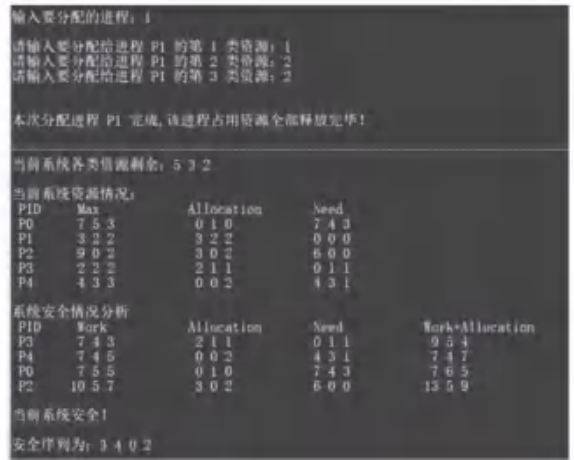 输入要分配的进程: 1
请输入要分配给进程 P1 的第 1 类资源: 1
请输入要分配给进程 P1 的第 2 类资源: 2
请输入要分配给进程 P1 的第 3 类资源: 2
本次分配进程 P1 完成,该进程占用资源全部释放完毕!
当前系统各类资源剩余: 5 3 2
当前系统资源情况:
PID Max Allocation Need
P0 7 5 3 0 1 0 7 4 3
P1 3 2 2 3 2 2 0 0 0
P2 9 0 2 3 0 2 6 0 0
P3 2 2 2 2 1 1 0 1 1
P4 4 3 3 0 0 2 4 3 1
系统安全情况分析
PID Work Allocation Need Work+Allocation
P3 7 4 3 2 1 1 0 1 1 9 5 4
P4 7 4 5 0 0 2 4 3 1 7 4 7
P0 7 5 5 0 1 0 7 4 3 7 6 5
P2 10 5 7 3 0 2 6 0 0 13 5 9
当前系统安全!
安全序列为: 3 4 0 2